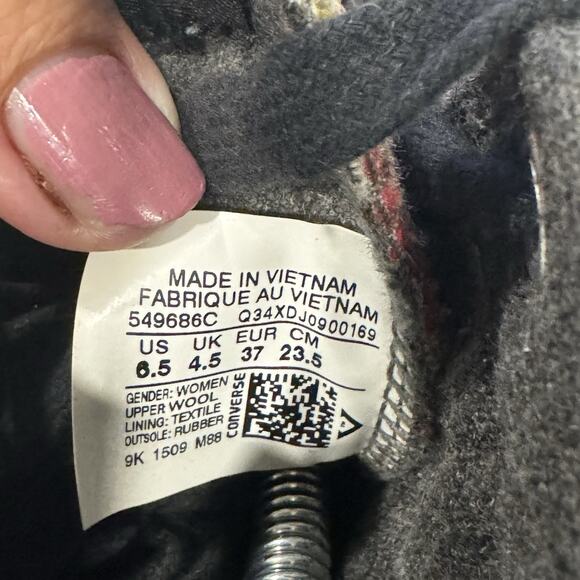 MADE IN VIETNAM
FABRIQUE AU VIETNAM
549686C Q34XDJ0900169
US UK EUR CM
6.5 4.5 37 23.5
GENDER: WOMEN
UPPER WOOL
LINING: TEXTILE
OUTSOLE: RUBBER
9K 1509 M88
CONVERSE